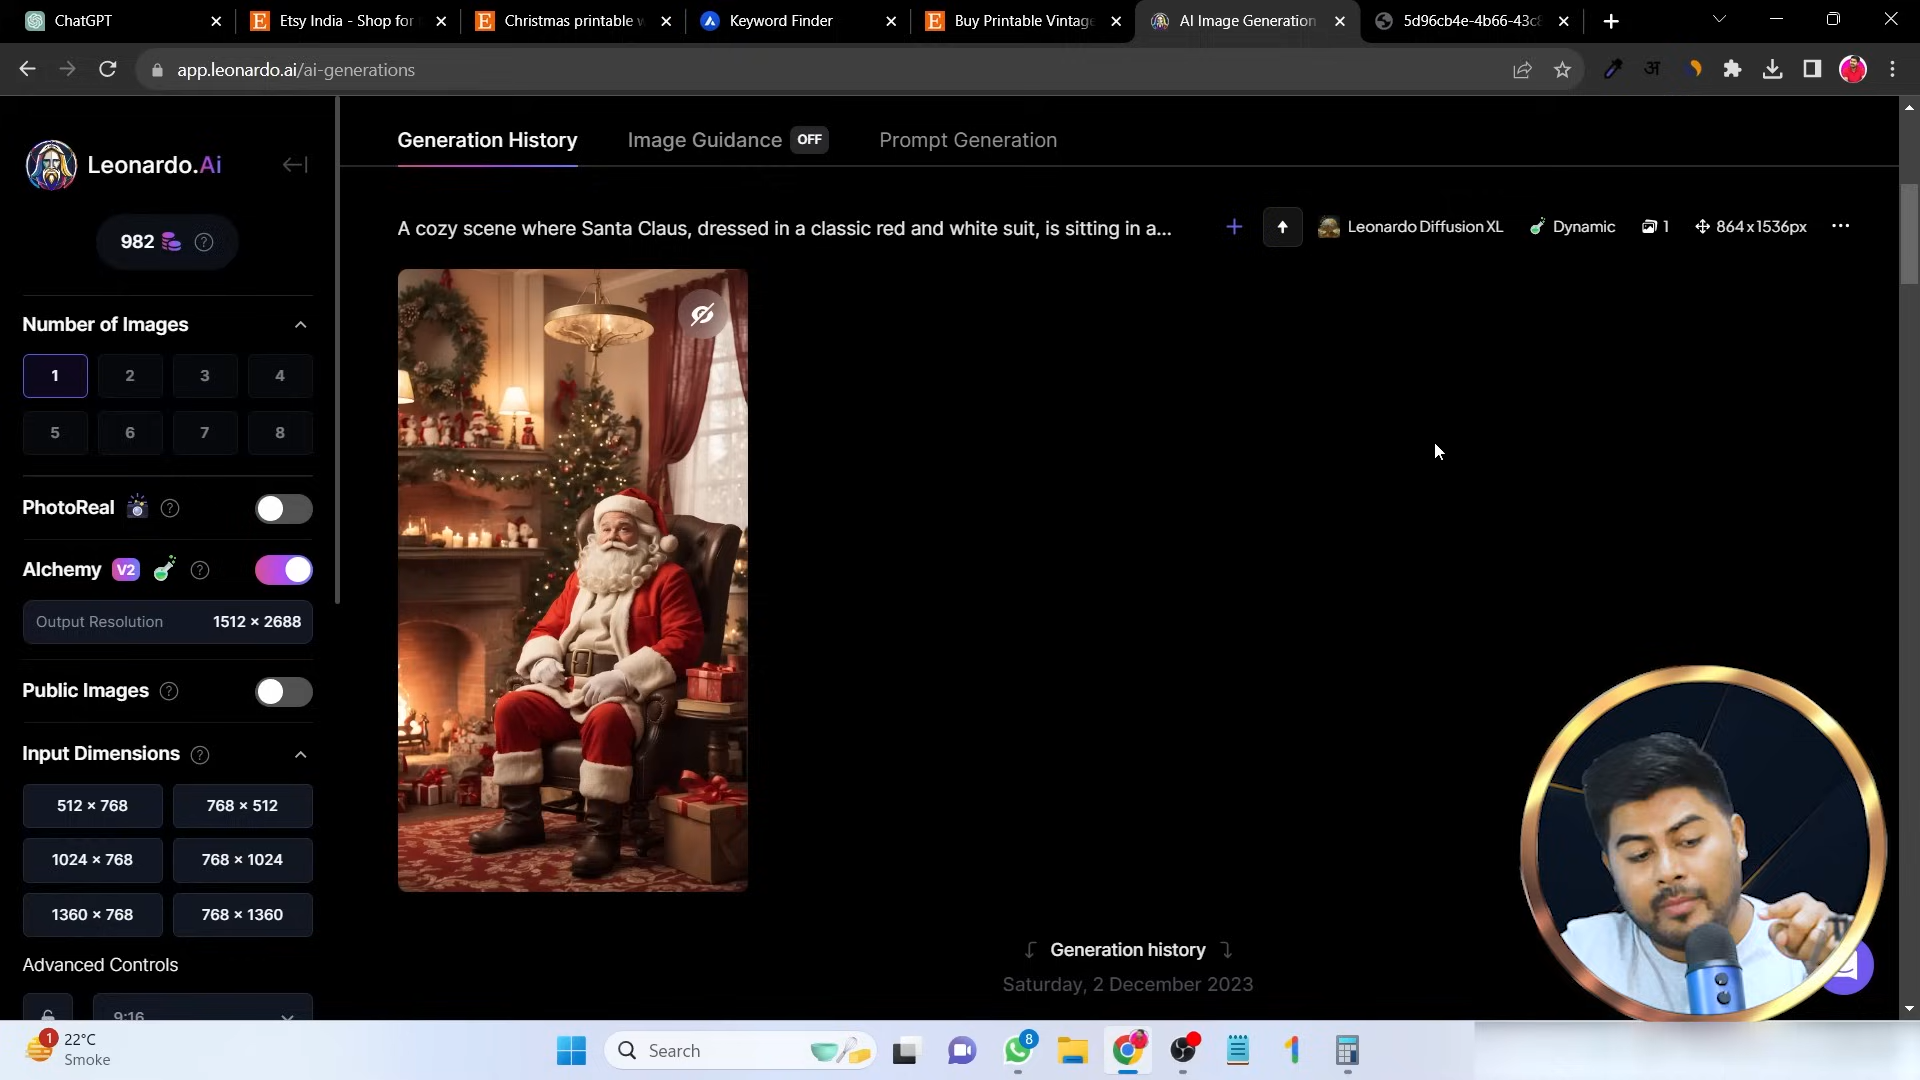 ChatGPT
Etsy India - Shop for
Christmas printable w
Keyword Finder
Buy Printable Vintage
AI Image Generation
5d96cb4e-4b66-43c8
app.leonardo.ai/ai-generations
अ
Leonardo.Ai
982
Number of Images
1 2 3 4
5 6 7 8
PhotoReal
Alchemy V2
Output Resolution 1512 × 2688
Public Images
Input Dimensions
512 × 768 768 × 512
1024 × 768 768 × 1024
1360 × 768 768 × 1360
Advanced Controls
9:16
Generation History Image Guidance OFF Prompt Generation
A cozy scene where Santa Claus, dressed in a classic red and white suit, is sitting in a...
Leonardo Diffusion XL Dynamic 1 864 x 1536px
Generation history
Saturday, 2 December 2023
1
22°C
Smoke
Search
8